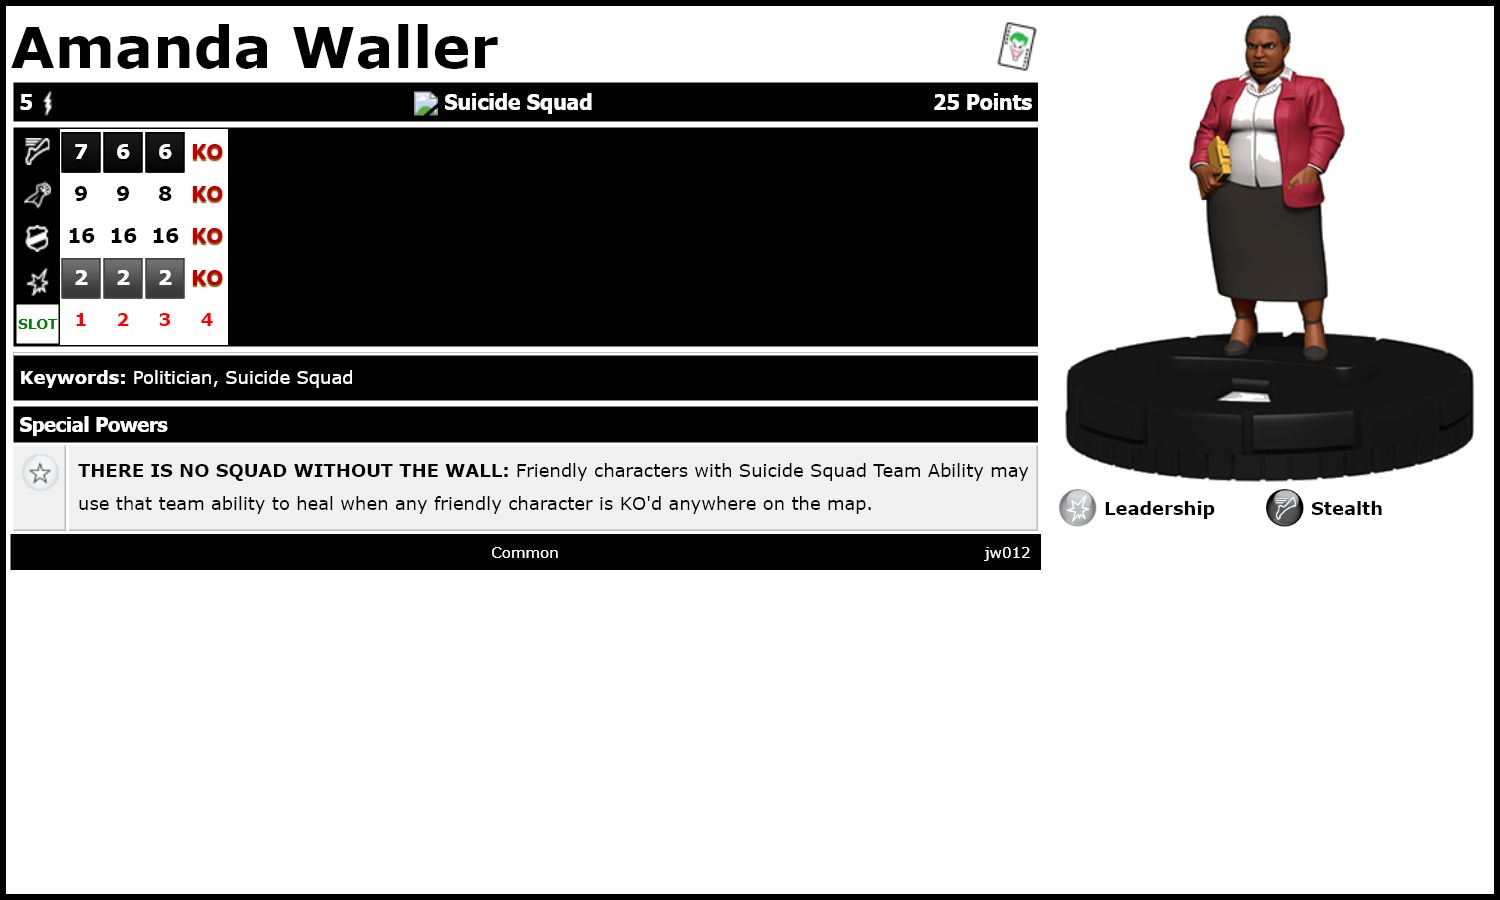 Amanda Waller
5 Suicide Squad 25 Points
7 6 6 KO
9 9 8 KO
16 16 16 KO
2 2 2 KO
SLOT 1 2 3 4
Keywords: Politician, Suicide Squad
Special Powers
THERE IS NO SQUAD WITHOUT THE WALL: Friendly characters with Suicide Squad Team Ability may
use that team ability to heal when any friendly character is KO'd anywhere on the map.
Common jw012
Leadership Stealth